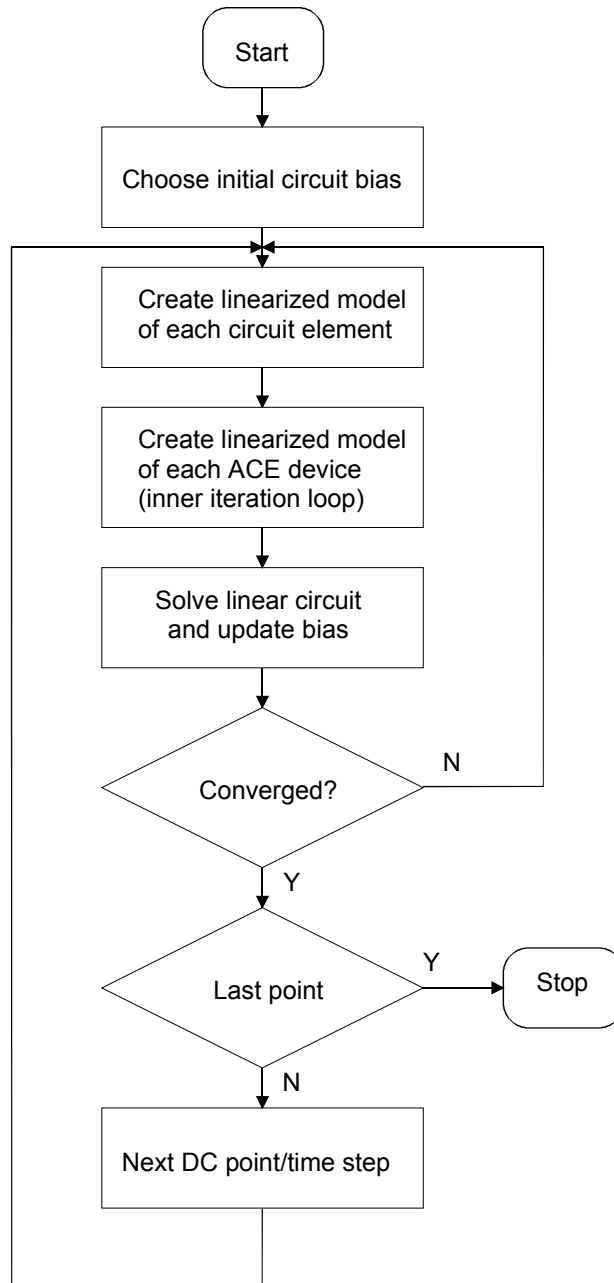 Start
Choose initial circuit bias
Create linearized model
of each circuit element
Create linearized model
of each ACE device
(inner iteration loop)
Solve linear circuit
and update bias
N
Converged?
Y
Y
Last point
Stop
N
Next DC point/time step